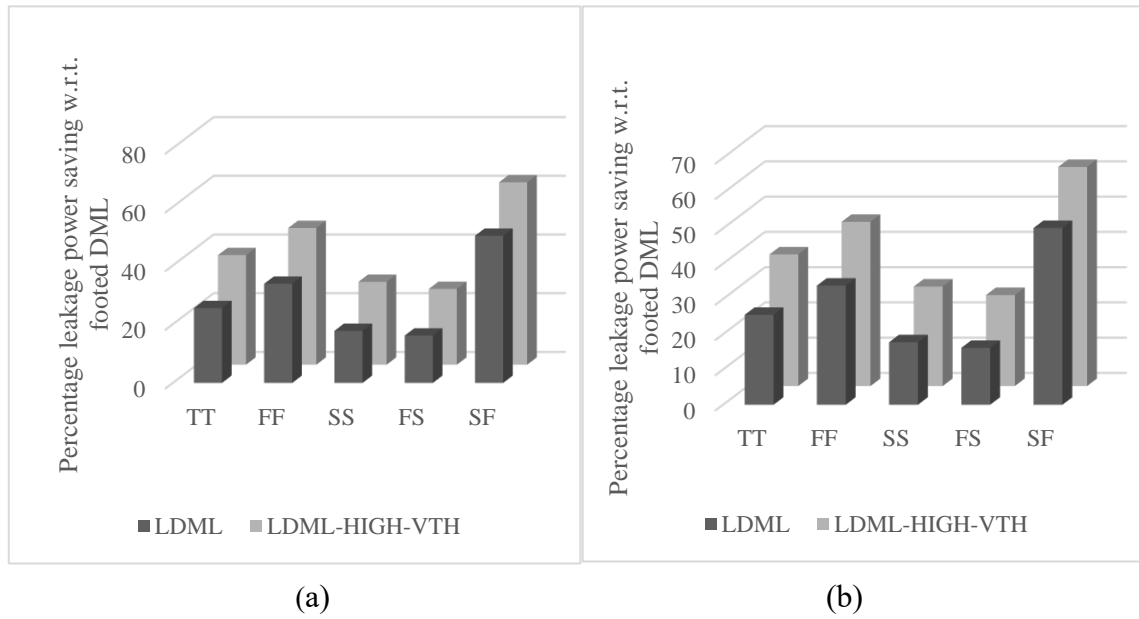 Percentage leakage power saving w.r.t.
footed DML
80
60
40
20
0
TT FF SS FS SF
LDML LDML-HIGH-VTH
(a)
Percentage leakage power saving w.r.t.
footed DML
70
60
50
40
30
20
10
0
TT FF SS FS SF
LDML LDML-HIGH-VTH
(b)